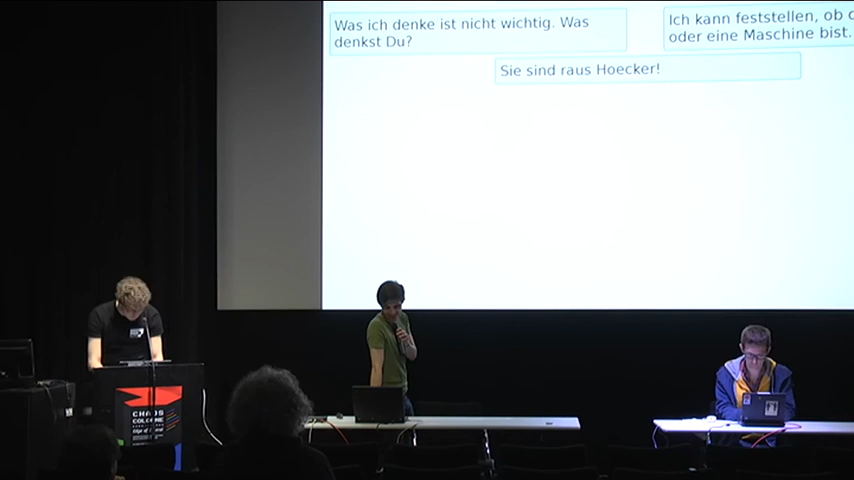 Was ich denke ist nicht wichtig. Was
denkst Du?
Ich kann feststellen, ob
oder eine Maschine bist.
Sie sind raus Hoecker!
CHAOS
COLOGNE